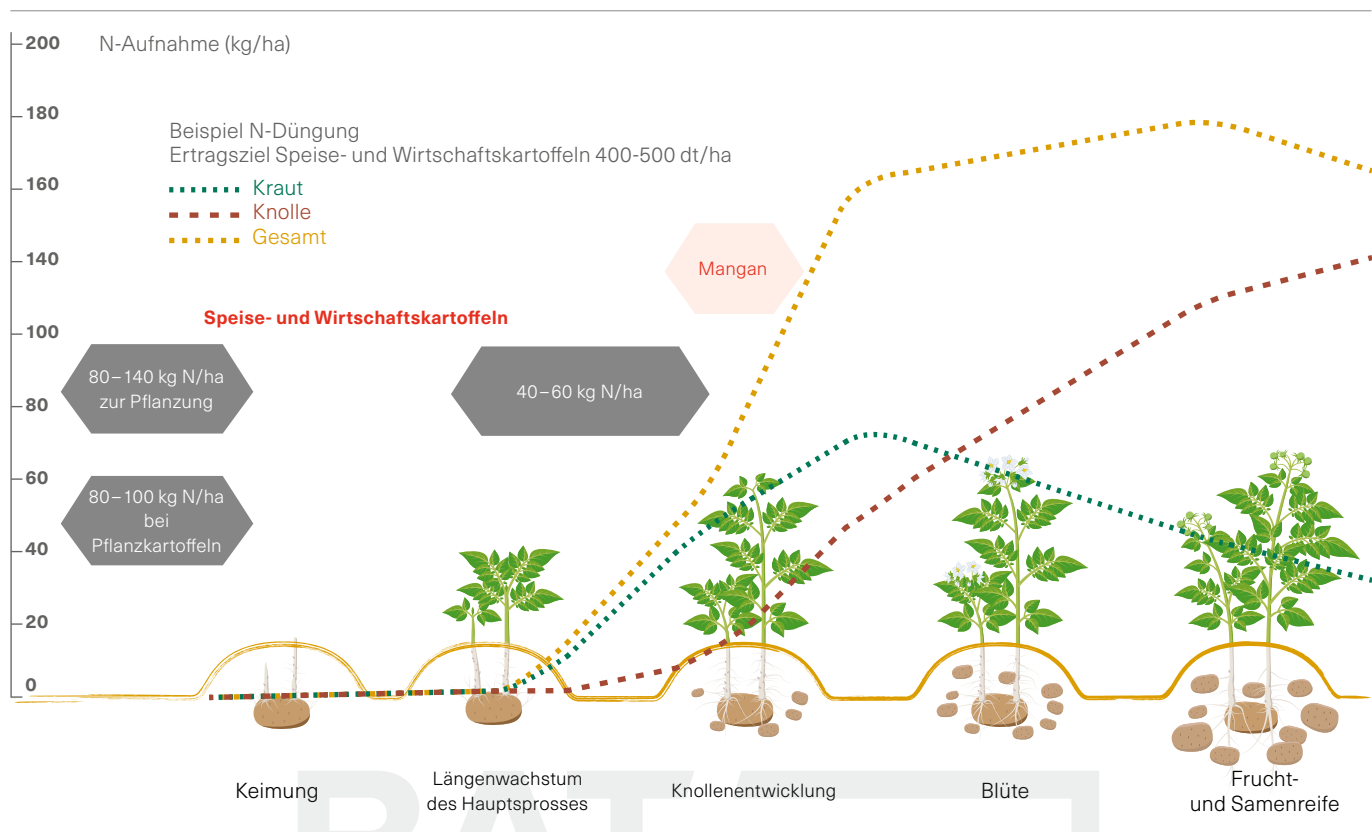 200
N-Aufnahme (kg/ha)
180
Beispiel N-Düngung
Ertragsziel Speise- und Wirtschaftskartoffeln 400-500 dt/ha
160
Kraut
Knolle
Gesamt
140
Mangan
120
Speise- und Wirtschaftskartoffeln
100
80–140 kg N/ha
zur Pflanzung
40–60 kg N/ha
80
60
80–100 kg N/ha
bei
Pflanzkartoffeln
40
20
0
Keimung
Längenwachstum
des Hauptsprosses
Knollenentwicklung
Blüte
Frucht-
und Samenreife